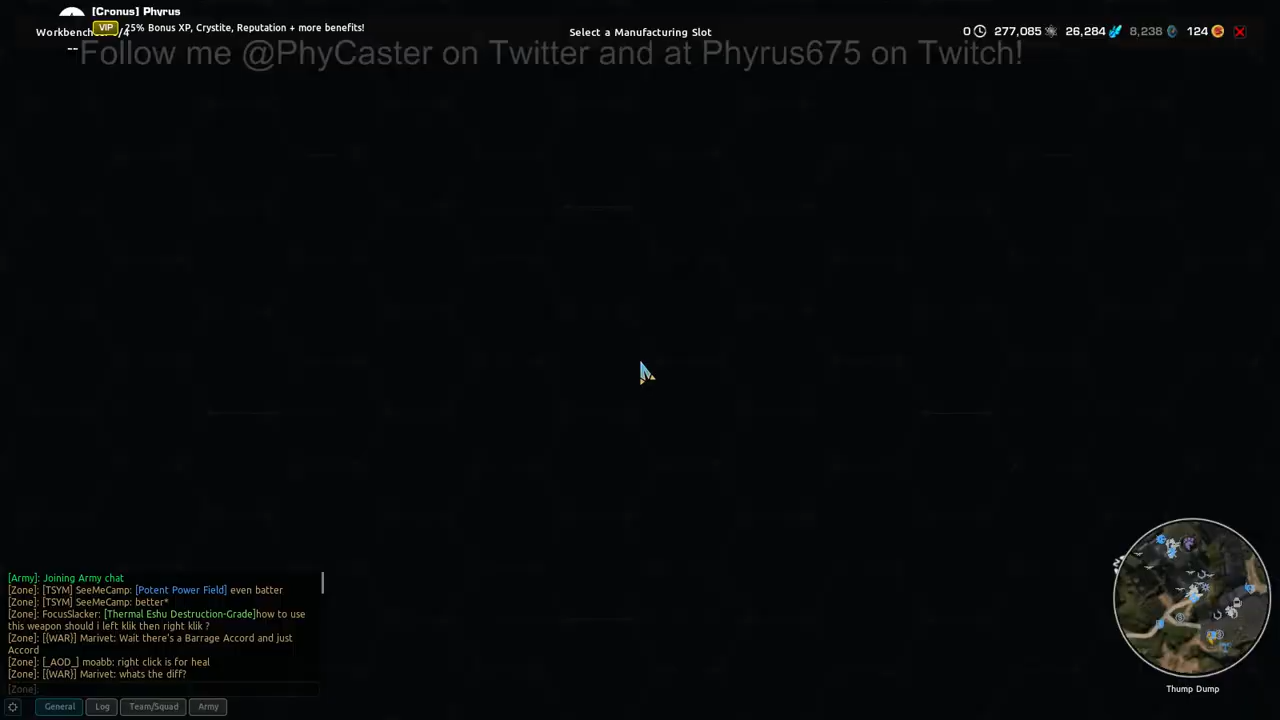 [Cronus] Phyrus
VIP 25% Bonus XP, Crystite, Reputation + more benefits!
Workbenches /4
--
Select a Manufacturing Slot
0 277,085 26,284 8,238 124
Follow me @PhyCaster on Twitter and at Phyrus675 on Twitch!
[Army]: Joining Army chat
[Zone]: [TSYM] SeeMeCamp: [Potent Power Field] even batter
[Zone]: [TSYM] SeeMeCamp: better*
[Zone]: FocusSlacker: [Thermal Eshu Destruction-Grade]how to use
this weapon should i left klik then right klik ?
[Zone]: [{WAR}] Marivet: Wait there's a Barrage Accord and just
Accord
[Zone]: [_AOD_] moabb: right click is for heal
[Zone]: [{WAR}] Marivet: whats the diff?
[Zone]:
General Log Team/Squad Army
Thump Dump